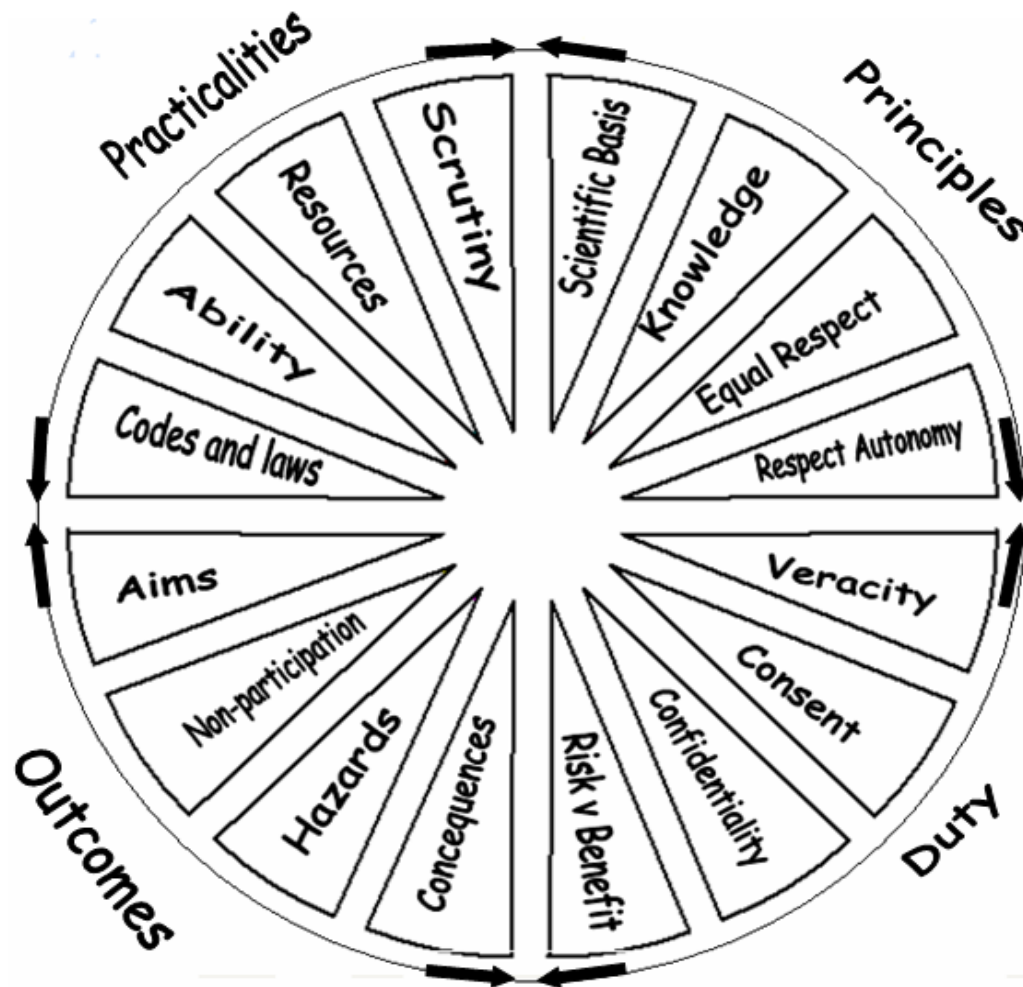 Practicalities
Principles
Scrutiny
Scientific Basis
Resources
Knowledge
Ability
Equal Respect
Codes and laws
Respect Autonomy
Aims
Veracity
Non-participation
Consent
Hazards
Confidentiality
Concequences
Risk v Benefit
Outcomes
Duty